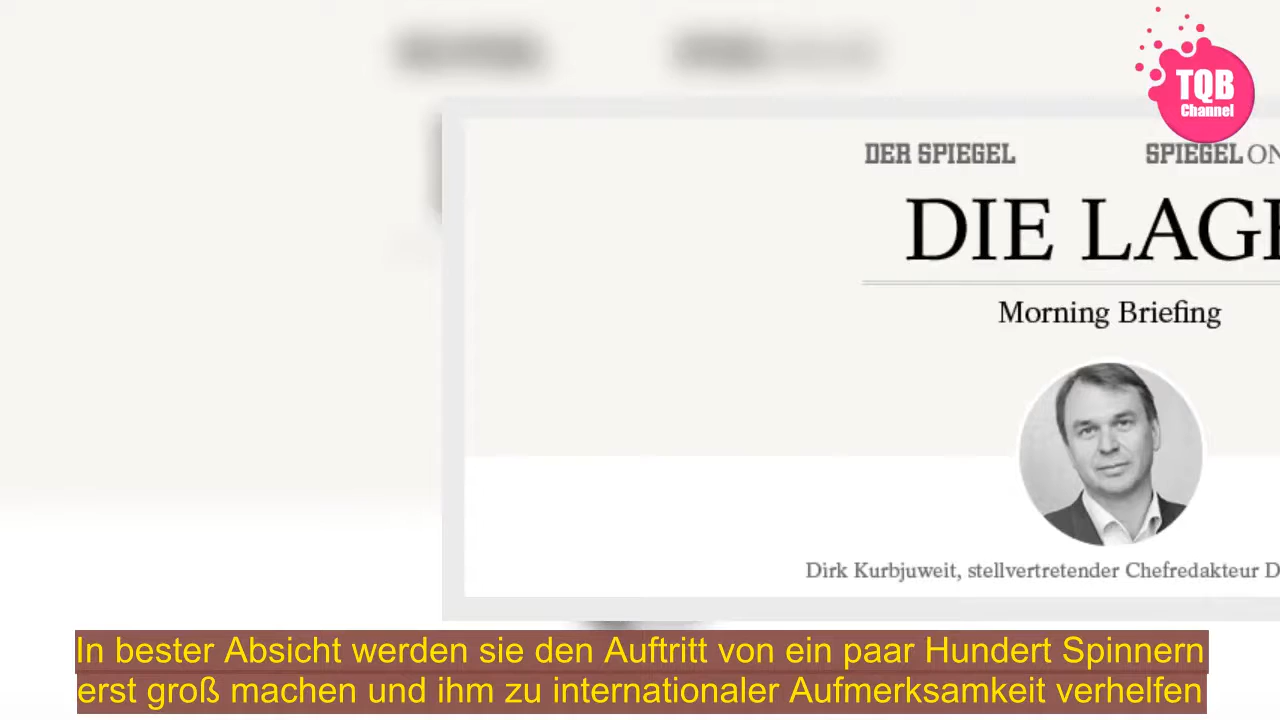 TQB
Channel
DER SPIEGEL
SPIEGEL ON
DIE LAGE
Morning Briefing
Dirk Kurbjuweit, stellvertretender Chefredakteur D
In bester Absicht werden sie den Auftritt von ein paar Hundert Spinnern
erst groß machen und ihm zu internationaler Aufmerksamkeit verhelfen